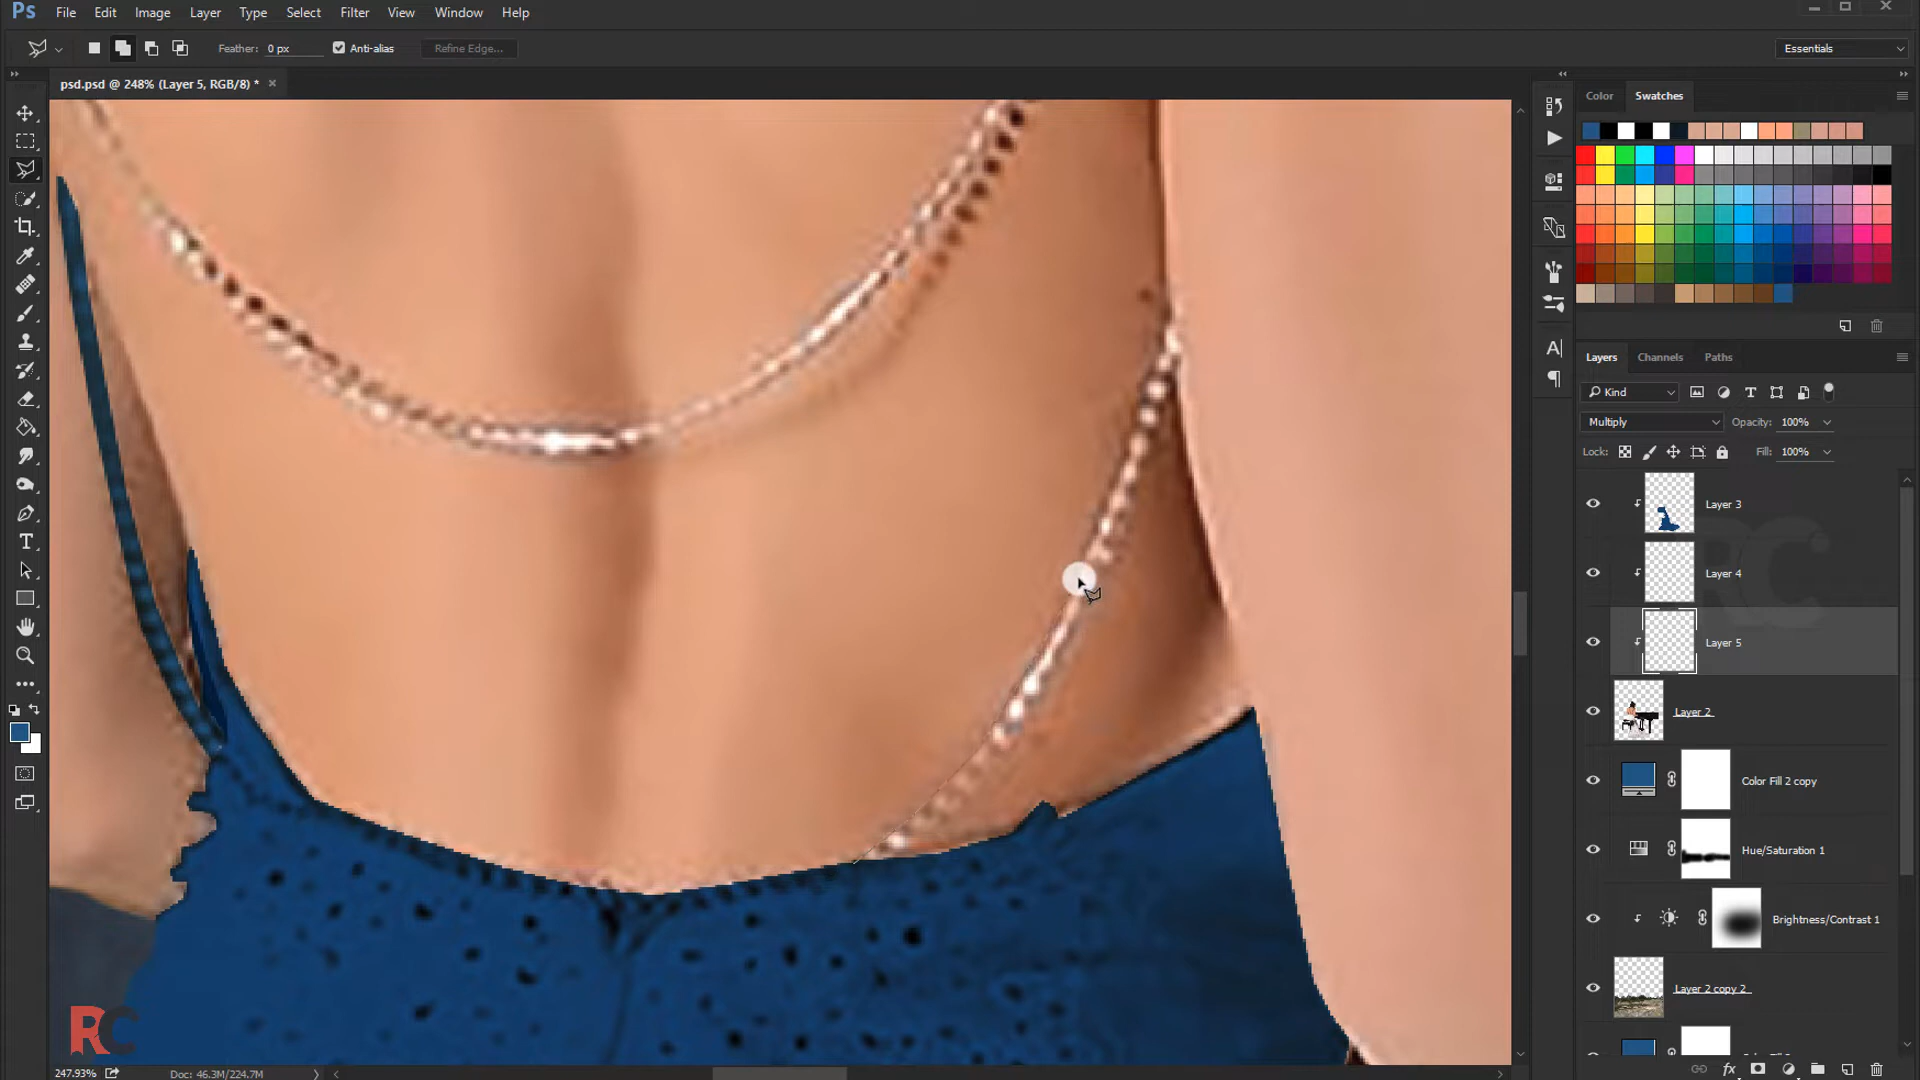 Ps File Edit Image Layer Type Select Filter View Window Help
Feather: 0 px Anti-alias Refine Edge... Essentials
psd.psd @ 248% (Layer 5, RGB/8) *
Color Swatches
Layers Channels Paths
Kind
Multiply Opacity: 100%
Lock: Fill: 100%
Layer 3
Layer 4
Layer 5
Layer 2
Color Fill 2 copy
Hue/Saturation 1
Brightness/Contrast 1
Layer 2 copy 2
RC
RC
247.93% Doc: 46.3M/224.7M
fx